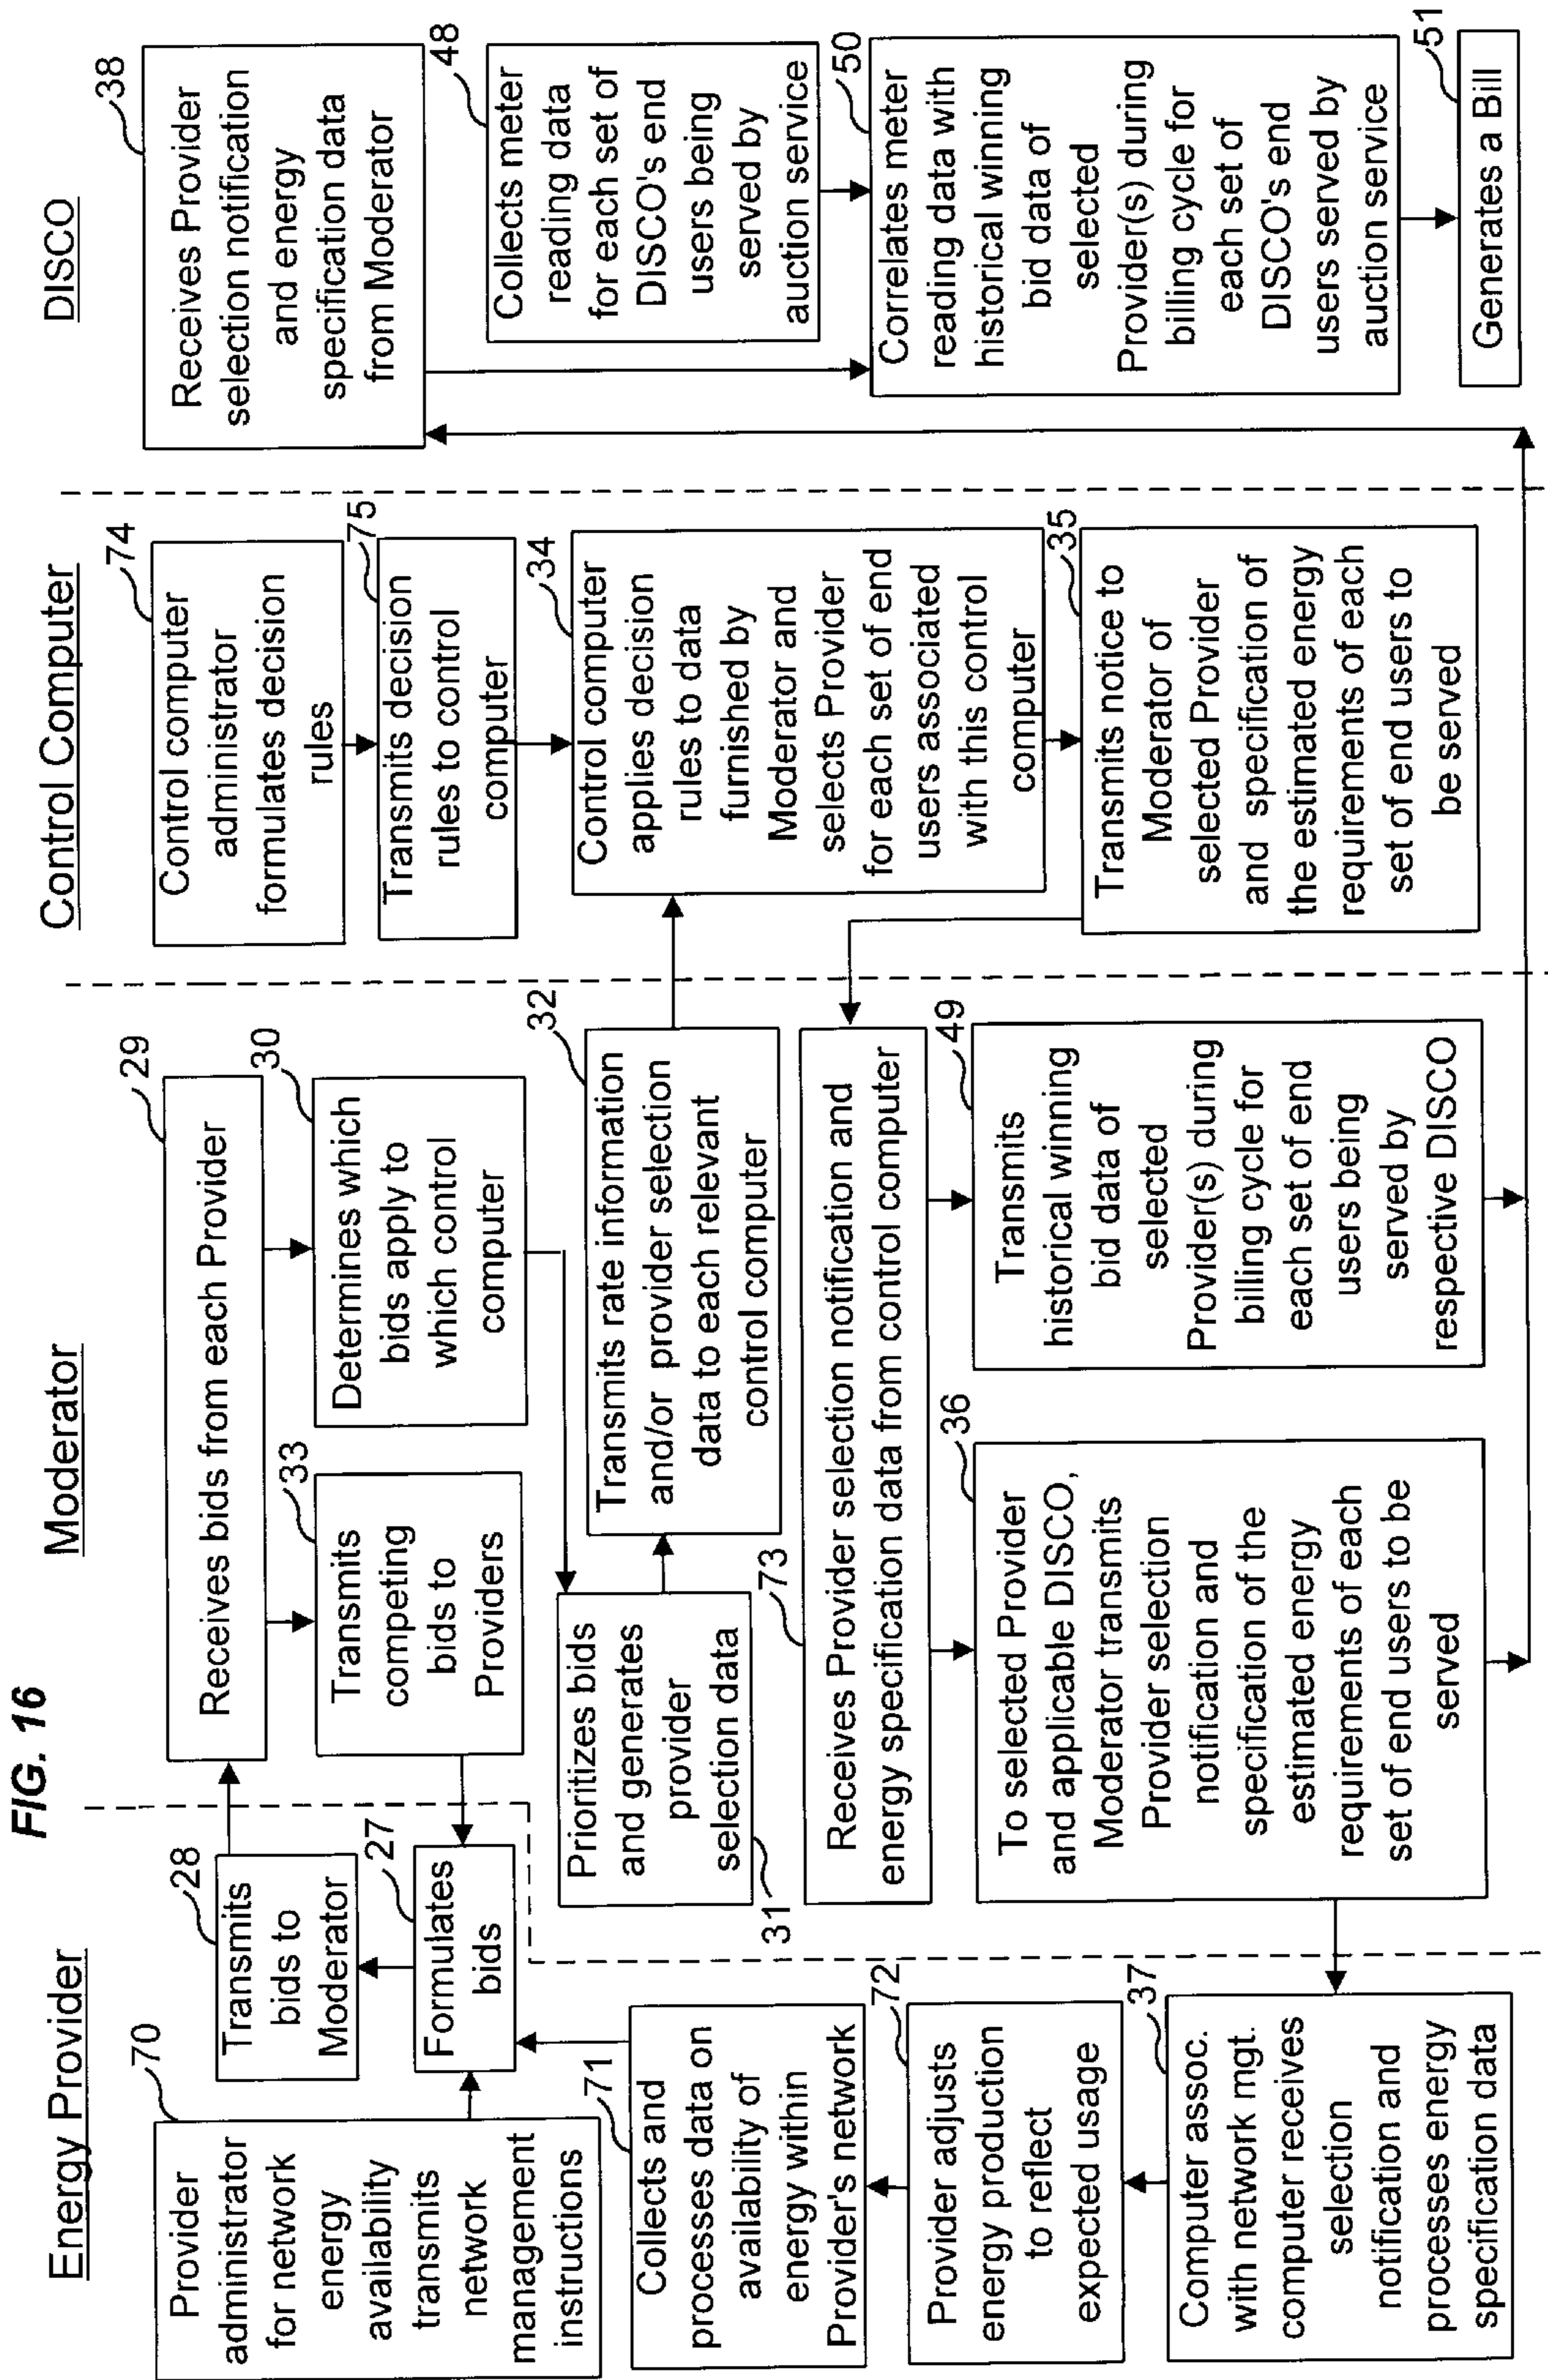 FIG. 16
Energy Provider
70
Provider
administrator
for network
energy
availability
transmits
network
management
instructions
28
Transmits
bids to
Moderator
27
Formulates
bids
71
Collects and
processes data on
availability of
energy within
Provider's network
72
Provider adjusts
energy production
to reflect
expected usage
37
Computer assoc.
with network mgt.
computer receives
selection
notification and
processes energy
specification data
Moderator
29
Receives bids from each Provider
33
Transmits
competing
bids to
Providers
30
Determines which
bids apply to
which control
computer
Prioritizes bids
and generates
provider
selection data
31
32
Transmits rate information
and/or provider selection
data to each relevant
control computer
73
Receives Provider selection notification and
energy specification data from control computer
36
To selected Provider
and applicable DISCO,
Moderator transmits
Provider selection
notification and
specification of the
estimated energy
requirements of each
set of end users to be
served
49
Transmits
historical winning
bid data of
selected
Provider(s) during
billing cycle for
each set of end
users being
served by
respective DISCO
Control Computer
74
Control computer
administrator
formulates decision
rules
75
Transmits decision
rules to control
computer
34
Control computer
applies decision
rules to data
furnished by
Moderator and
selects Provider
for each set of end
users associated
with this control
computer
35
Transmits notice to
Moderator of
selected Provider
and specification of
the estimated energy
requirements of each
set of end users to
be served
DISCO
38
Receives Provider
selection notification
and energy
specification data
from Moderator
48
Collects meter
reading data
for each set of
DISCO's end
users being
served by
auction service
50
Correlates meter
reading data with
historical winning
bid data of
selected
Provider(s) during
billing cycle for
each set of
DISCO's end
users served by
auction service
51
Generates a Bill